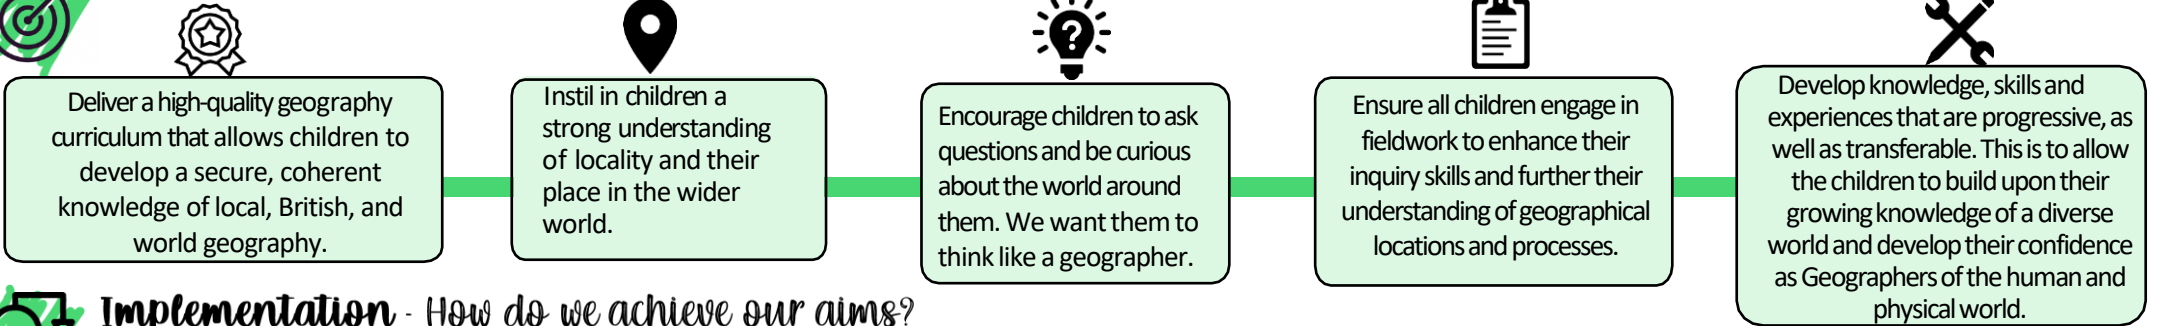 Deliver a high-quality geography
curriculum that allows children to
develop a secure, coherent
knowledge of local, British, and
world geography.
Instil in children a
strong understanding
of locality and their
place in the wider
world.
Encourage children to ask
questions and be curious
about the world around
them. We want them to
think like a geographer.
Ensure all children engage in
fieldwork to enhance their
inquiry skills and further their
understanding of geographical
locations and processes.
Develop knowledge, skills and
experiences that are progressive, as
well as transferable. This is to allow
the children to build upon their
growing knowledge of a diverse
world and develop their confidence
as Geographers of the human and
physical world.
Implementation - How do we achieve our aims?